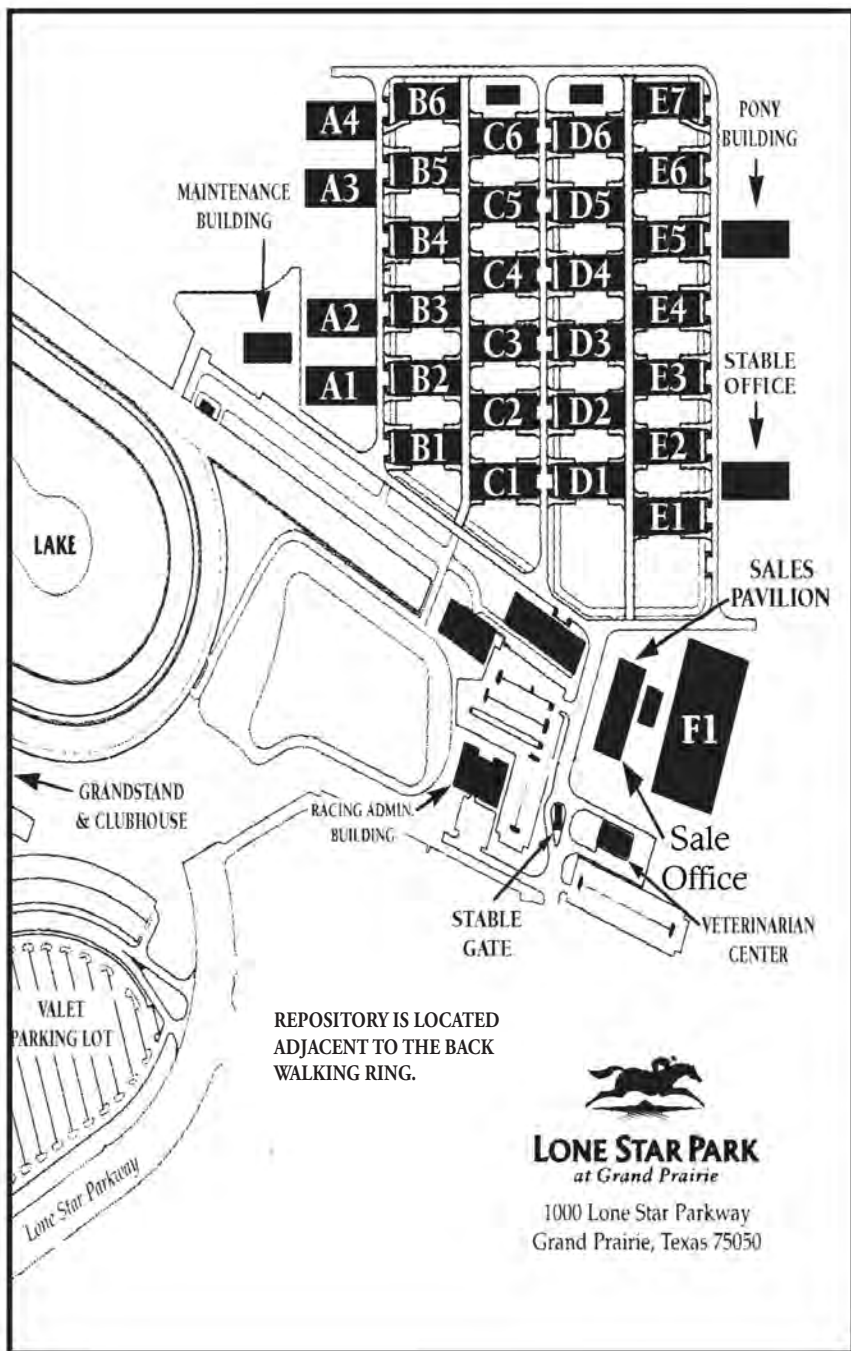 B6
E7
A4
PONY
BUILDING
C6
D6
B5
E6
A3
MAINTENANCE
BUILDING
C5
D5
B4
E5
C4
D4
A2
B3
E4
C3
D3
STABLE
OFFICE
A1
B2
E3
C2
D2
B1
E2
C1
D1
E1
LAKE
SALES
PAVILION
F1
GRANDSTAND
& CLUBHOUSE
RACING ADMIN.
BUILDING
Sale
Office
STABLE
GATE
VETERINARIAN
CENTER
VALET
PARKING LOT
REPOSITORY IS LOCATED
ADJACENT TO THE BACK
WALKING RING.
Lone Star Parkway
LONE STAR PARK
at Grand Prairie
1000 Lone Star Parkway
Grand Prairie, Texas 75050